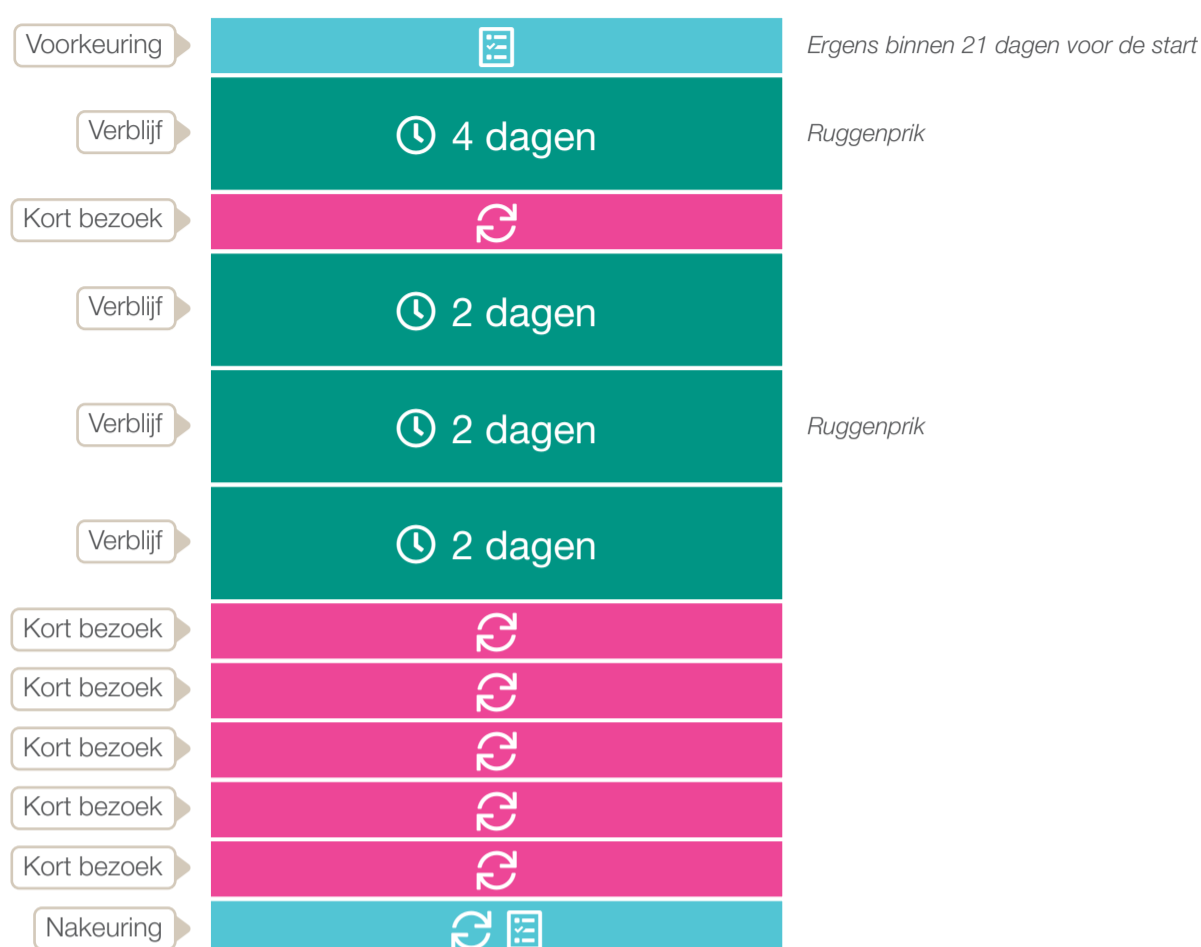 Voorkeuring
Ergens binnen 21 dagen voor de start
Verblijf
4 dagen
Ruggenprik
Kort bezoek
Verblijf
2 dagen
Verblijf
2 dagen
Ruggenprik
Verblijf
2 dagen
Kort bezoek
Kort bezoek
Kort bezoek
Kort bezoek
Kort bezoek
Nakeuring